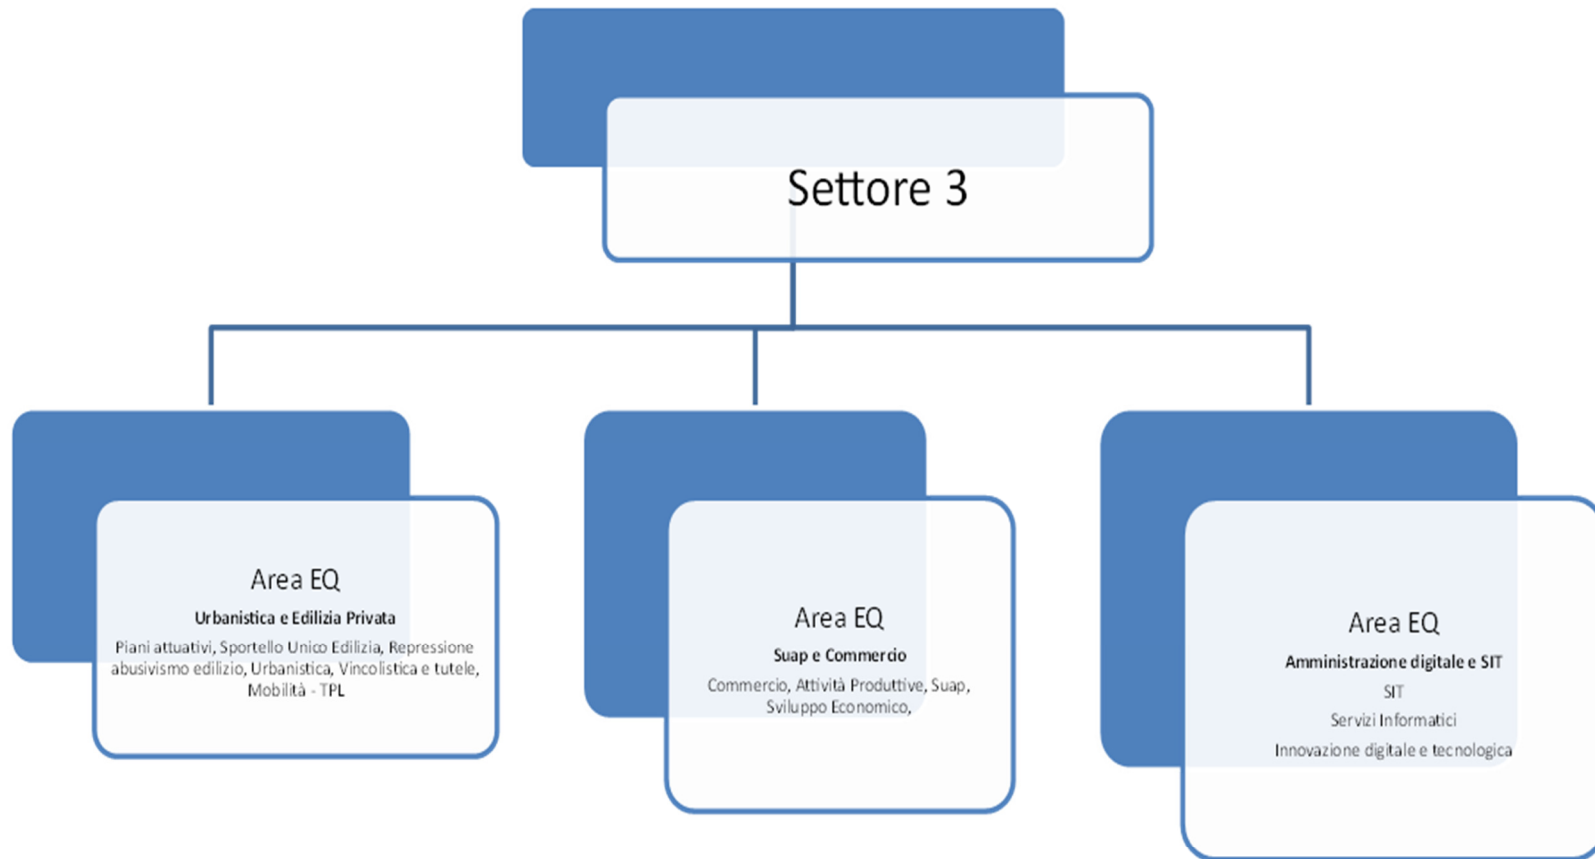 Settore 3
Area EQ
Urbanistica e Edilizia Privata
Piani attuativi, Sportello Unico Edilizia, Repressione
abusivismo edilizio, Urbanistica, Vincolistica e tutele,
Mobilità - TPL
Area EQ
Suap e Commercio
Commercio, Attività Produttive, Suap,
Sviluppo Economico,
Area EQ
Amministrazione digitale e SIT
SIT
Servizi Informatici
Innovazione digitale e tecnologica